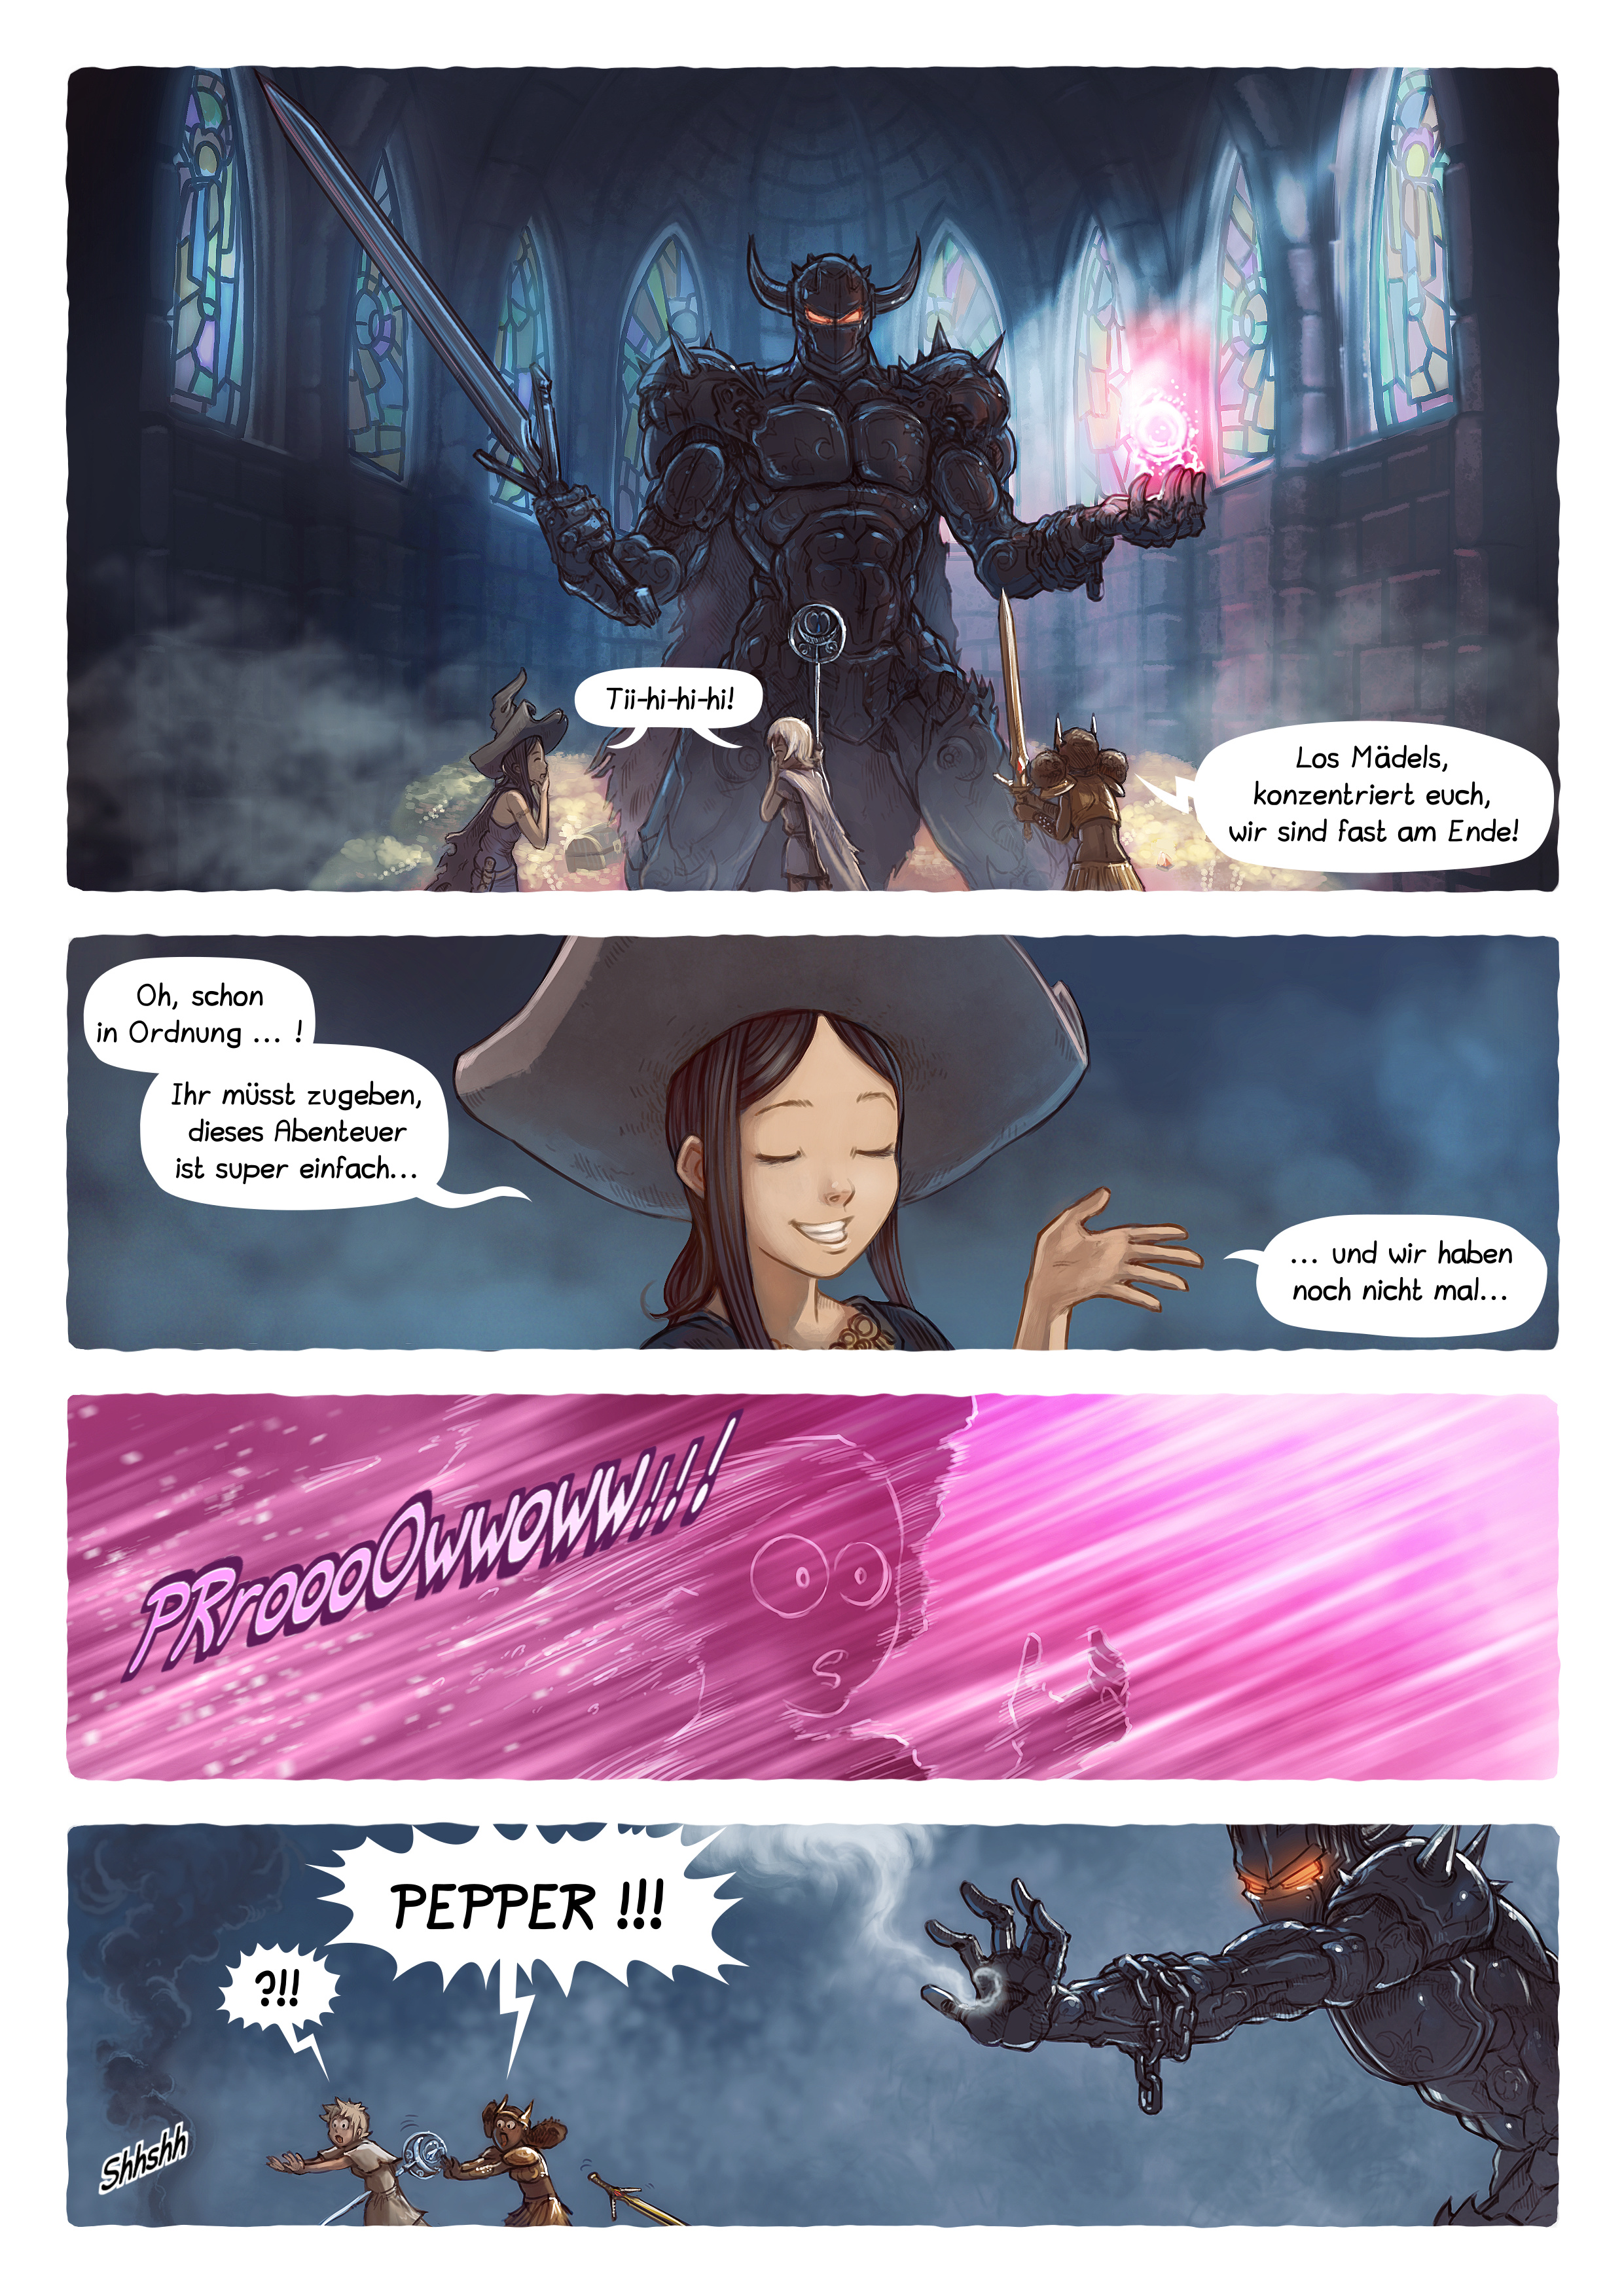 Tii-hi-hi-hi!
Los Mädels,
konzentriert euch,
wir sind fast am Ende!
Oh, schon
in Ordnung ... !
Ihr müsst zugeben,
dieses Abenteuer
ist super einfach...
... und wir haben
noch nicht mal...
PRroooOwwoww!!!
PEPPER !!!
?!!
Shhshh